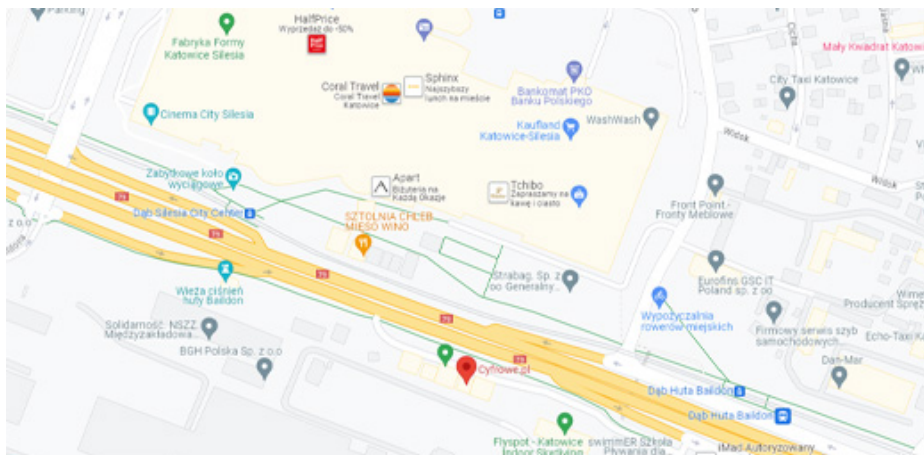 Parking
HalfPrice
Wyprzedaż do -50%
Fabryka Formy
Katowice Silesia
Cicha
Mały Kwadrat Katow
City Taxi Katowice
Coral Travel
Coral Travel
Katowice
Sphinx
Najszybszy
lunch na mieście
Bankomat PKO
Banku Polskiego
Cinema City Silesia
Kaufland
Katowice-Silesia
WashWash
Widok
Widok
Zabytkowe koło
wyciągowe
Apart
Biżuteria na
Każdą Okazję
Tchibo
Zapraszamy na
kawę i ciasto
79
Dąb Silesia City Center
SZTOLNIA CHLEB
MIĘSO WINO
Front Point -
Fronty Meblowe
z o.o
79
79
Wieża ciśnień
huty Baildon
Strabag. Sp. z
oo Generalny...
Eurofins GSC IT
Poland sp. z oo
Producent Spręż
Wypożyczalnia
rowerów miejskich
Solidarność. NSZZ.
Międzyzakładowa...
79
Firmowy serwis szyb
samochodowych...
Echo-Taxi K
BGH Polska Sp. z o.o
79
Cyfrowe.pl
Dan-Mar
Dąb Huta Baildon
Dąb Huta Baildon
Flyspot - Katowice
Indoor Skydiving
swimmER Szkoła
Pływania dla...
iMad Autoryzowany